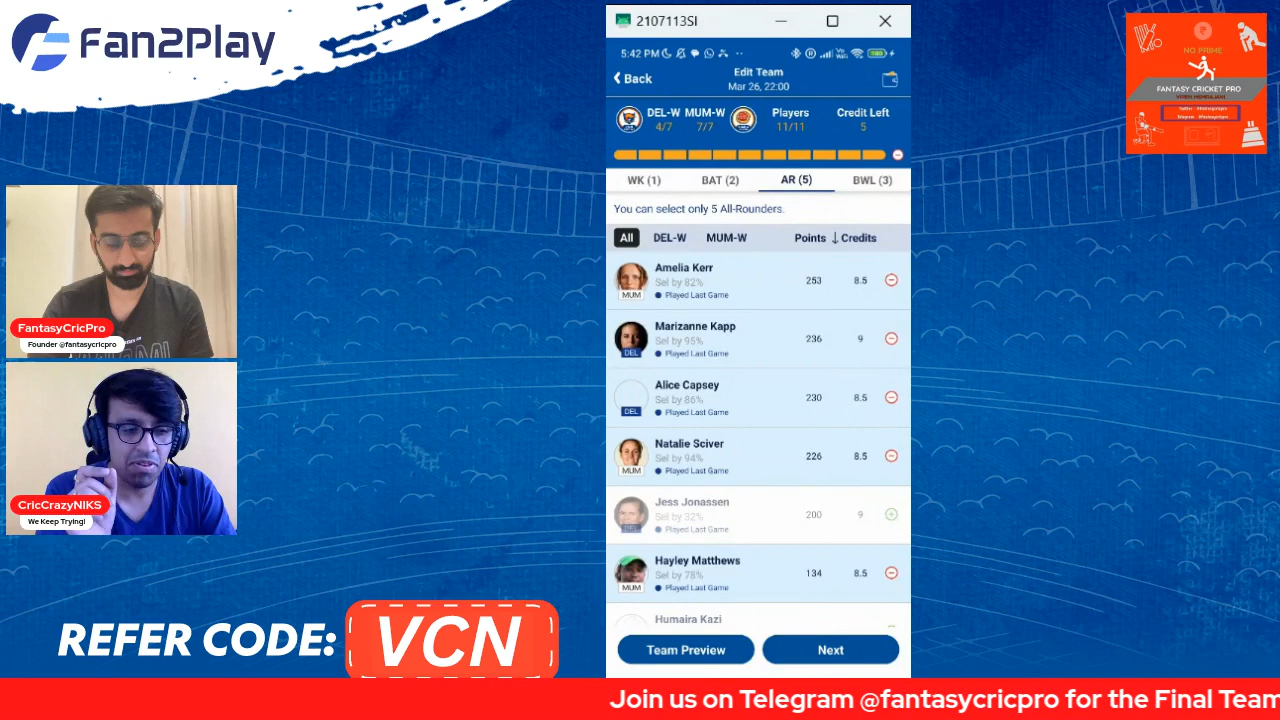 Fan2Play
FantasyCricPro
Founder @fantasycricpro
CricCrazyNIKS
We Keep Trying!
REFER CODE: VCN
2107113SI
5:42 PM
Back
Edit Team
Mar 26, 22:00
DEL-W
4/7
MUM-W
7/7
Players
11/11
Credit Left
5
WK (1)
BAT (2)
AR (5)
BWL (3)
You can select only 5 All-Rounders.
All DEL-W MUM-W Points ↓ Credits
Amelia Kerr
Sel by 82%
Played Last Game
MUM
253 8.5
Marizanne Kapp
Sel by 95%
Played Last Game
DEL
236 9
Alice Capsey
Sel by 86%
Played Last Game
DEL
230 8.5
Natalie Sciver
Sel by 94%
Played Last Game
MUM
226 8.5
Jess Jonassen
Sel by 32%
Played Last Game
DEL
200 9
Hayley Matthews
Sel by 78%
Played Last Game
MUM
134 8.5
Humaira Kazi
Team Preview
Next
NO PRIME
FANTASY CRICKET PRO
Join us on Telegram @fantasycricpro for the Final Team